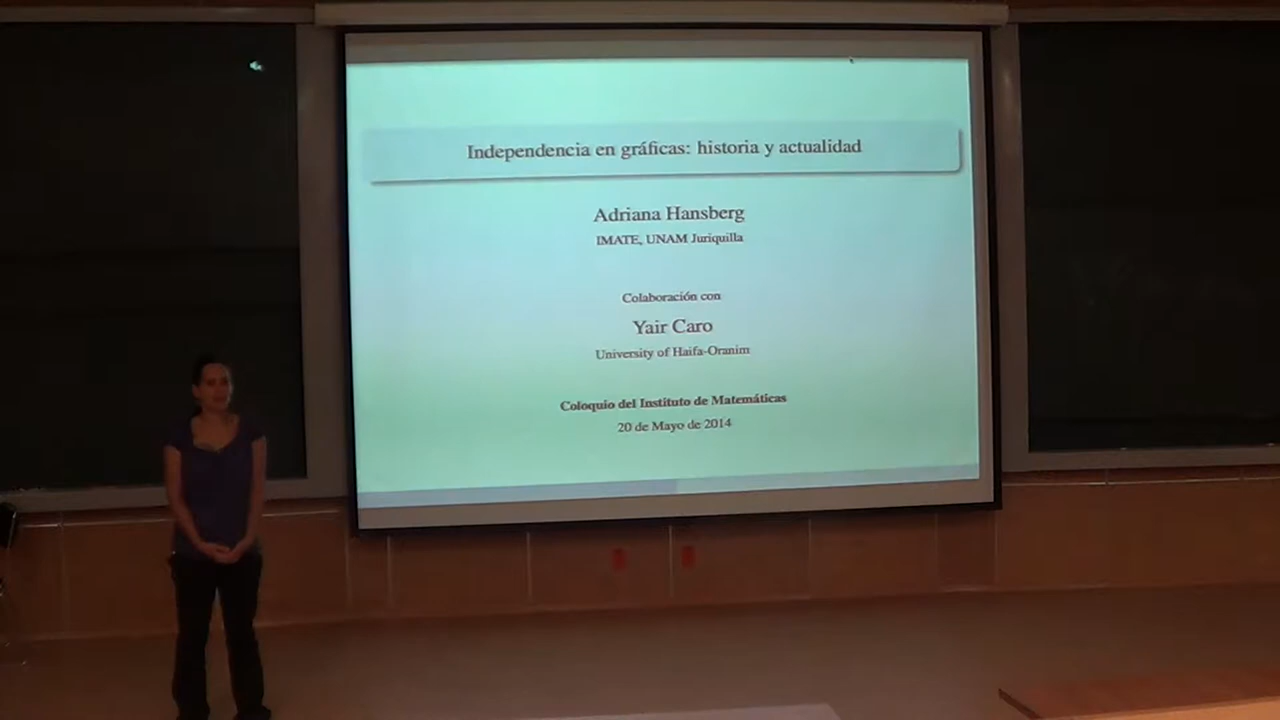 Independencia en gráficas: historia y actualidad
Adriana Hansberg
IMATE, UNAM Juriquilla
Colaboración con
Yair Caro
University of Haifa-Oranim
Coloquio del Instituto de Matemáticas
20 de Mayo de 2014